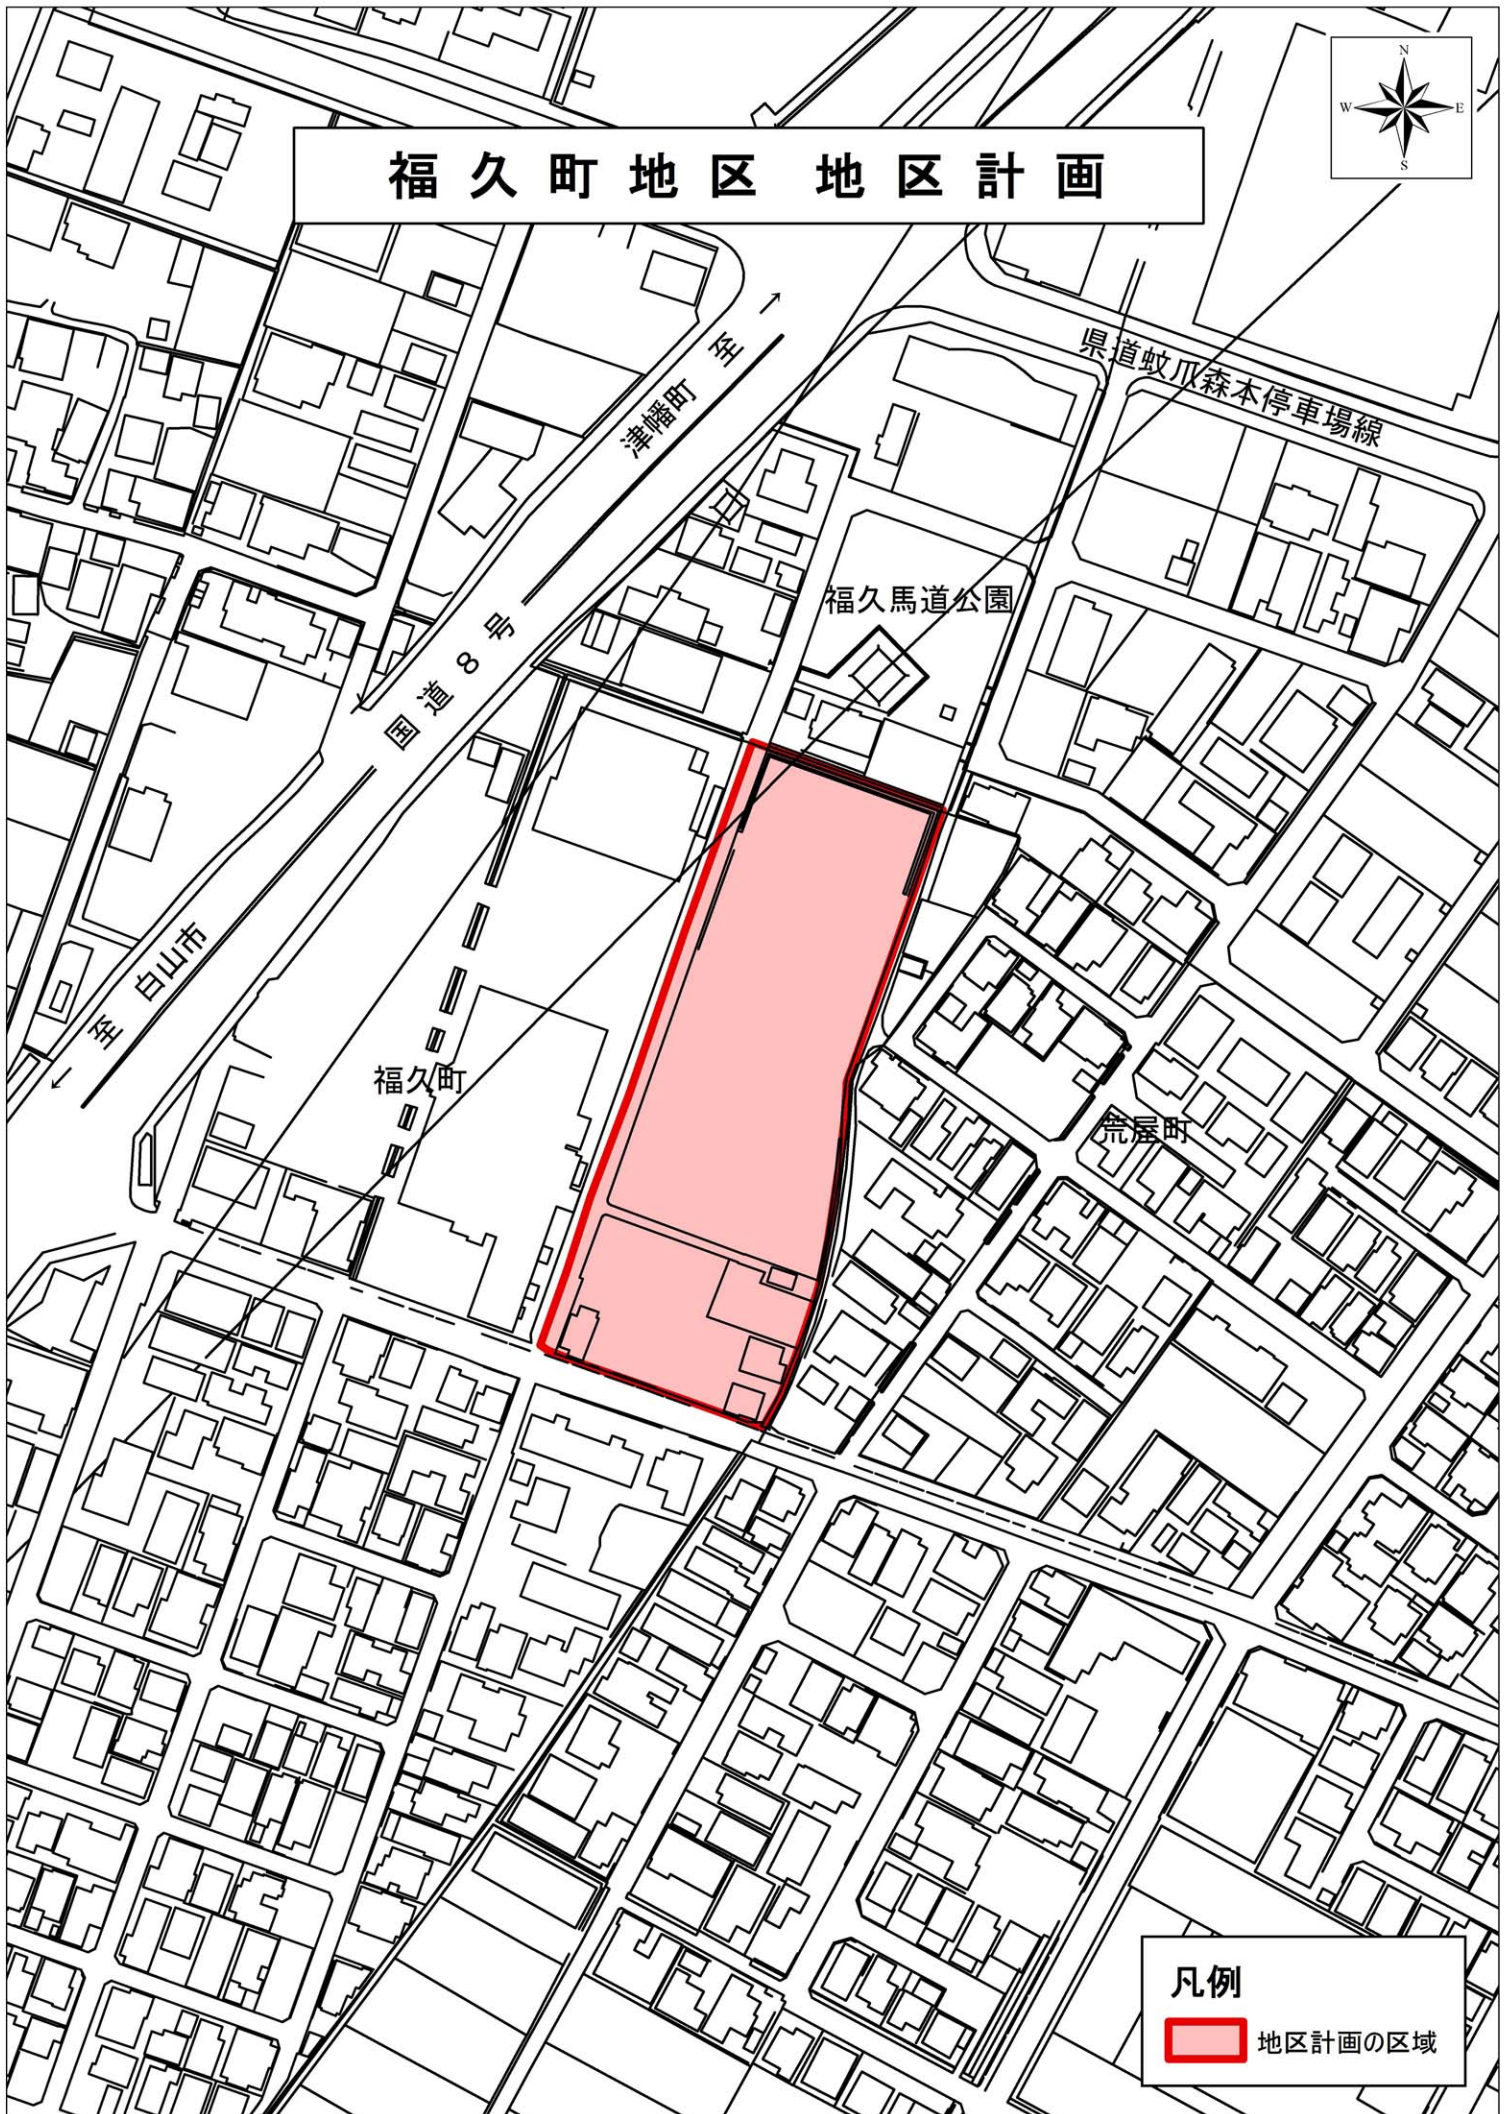 福久町地区 地区計画
N
W E
S
県道蚊爪森本停車場線
津幡町 至 →
福久馬道公園
国道8号
← 至 白山市
福久町
荒屋町
凡例
地区計画の区域